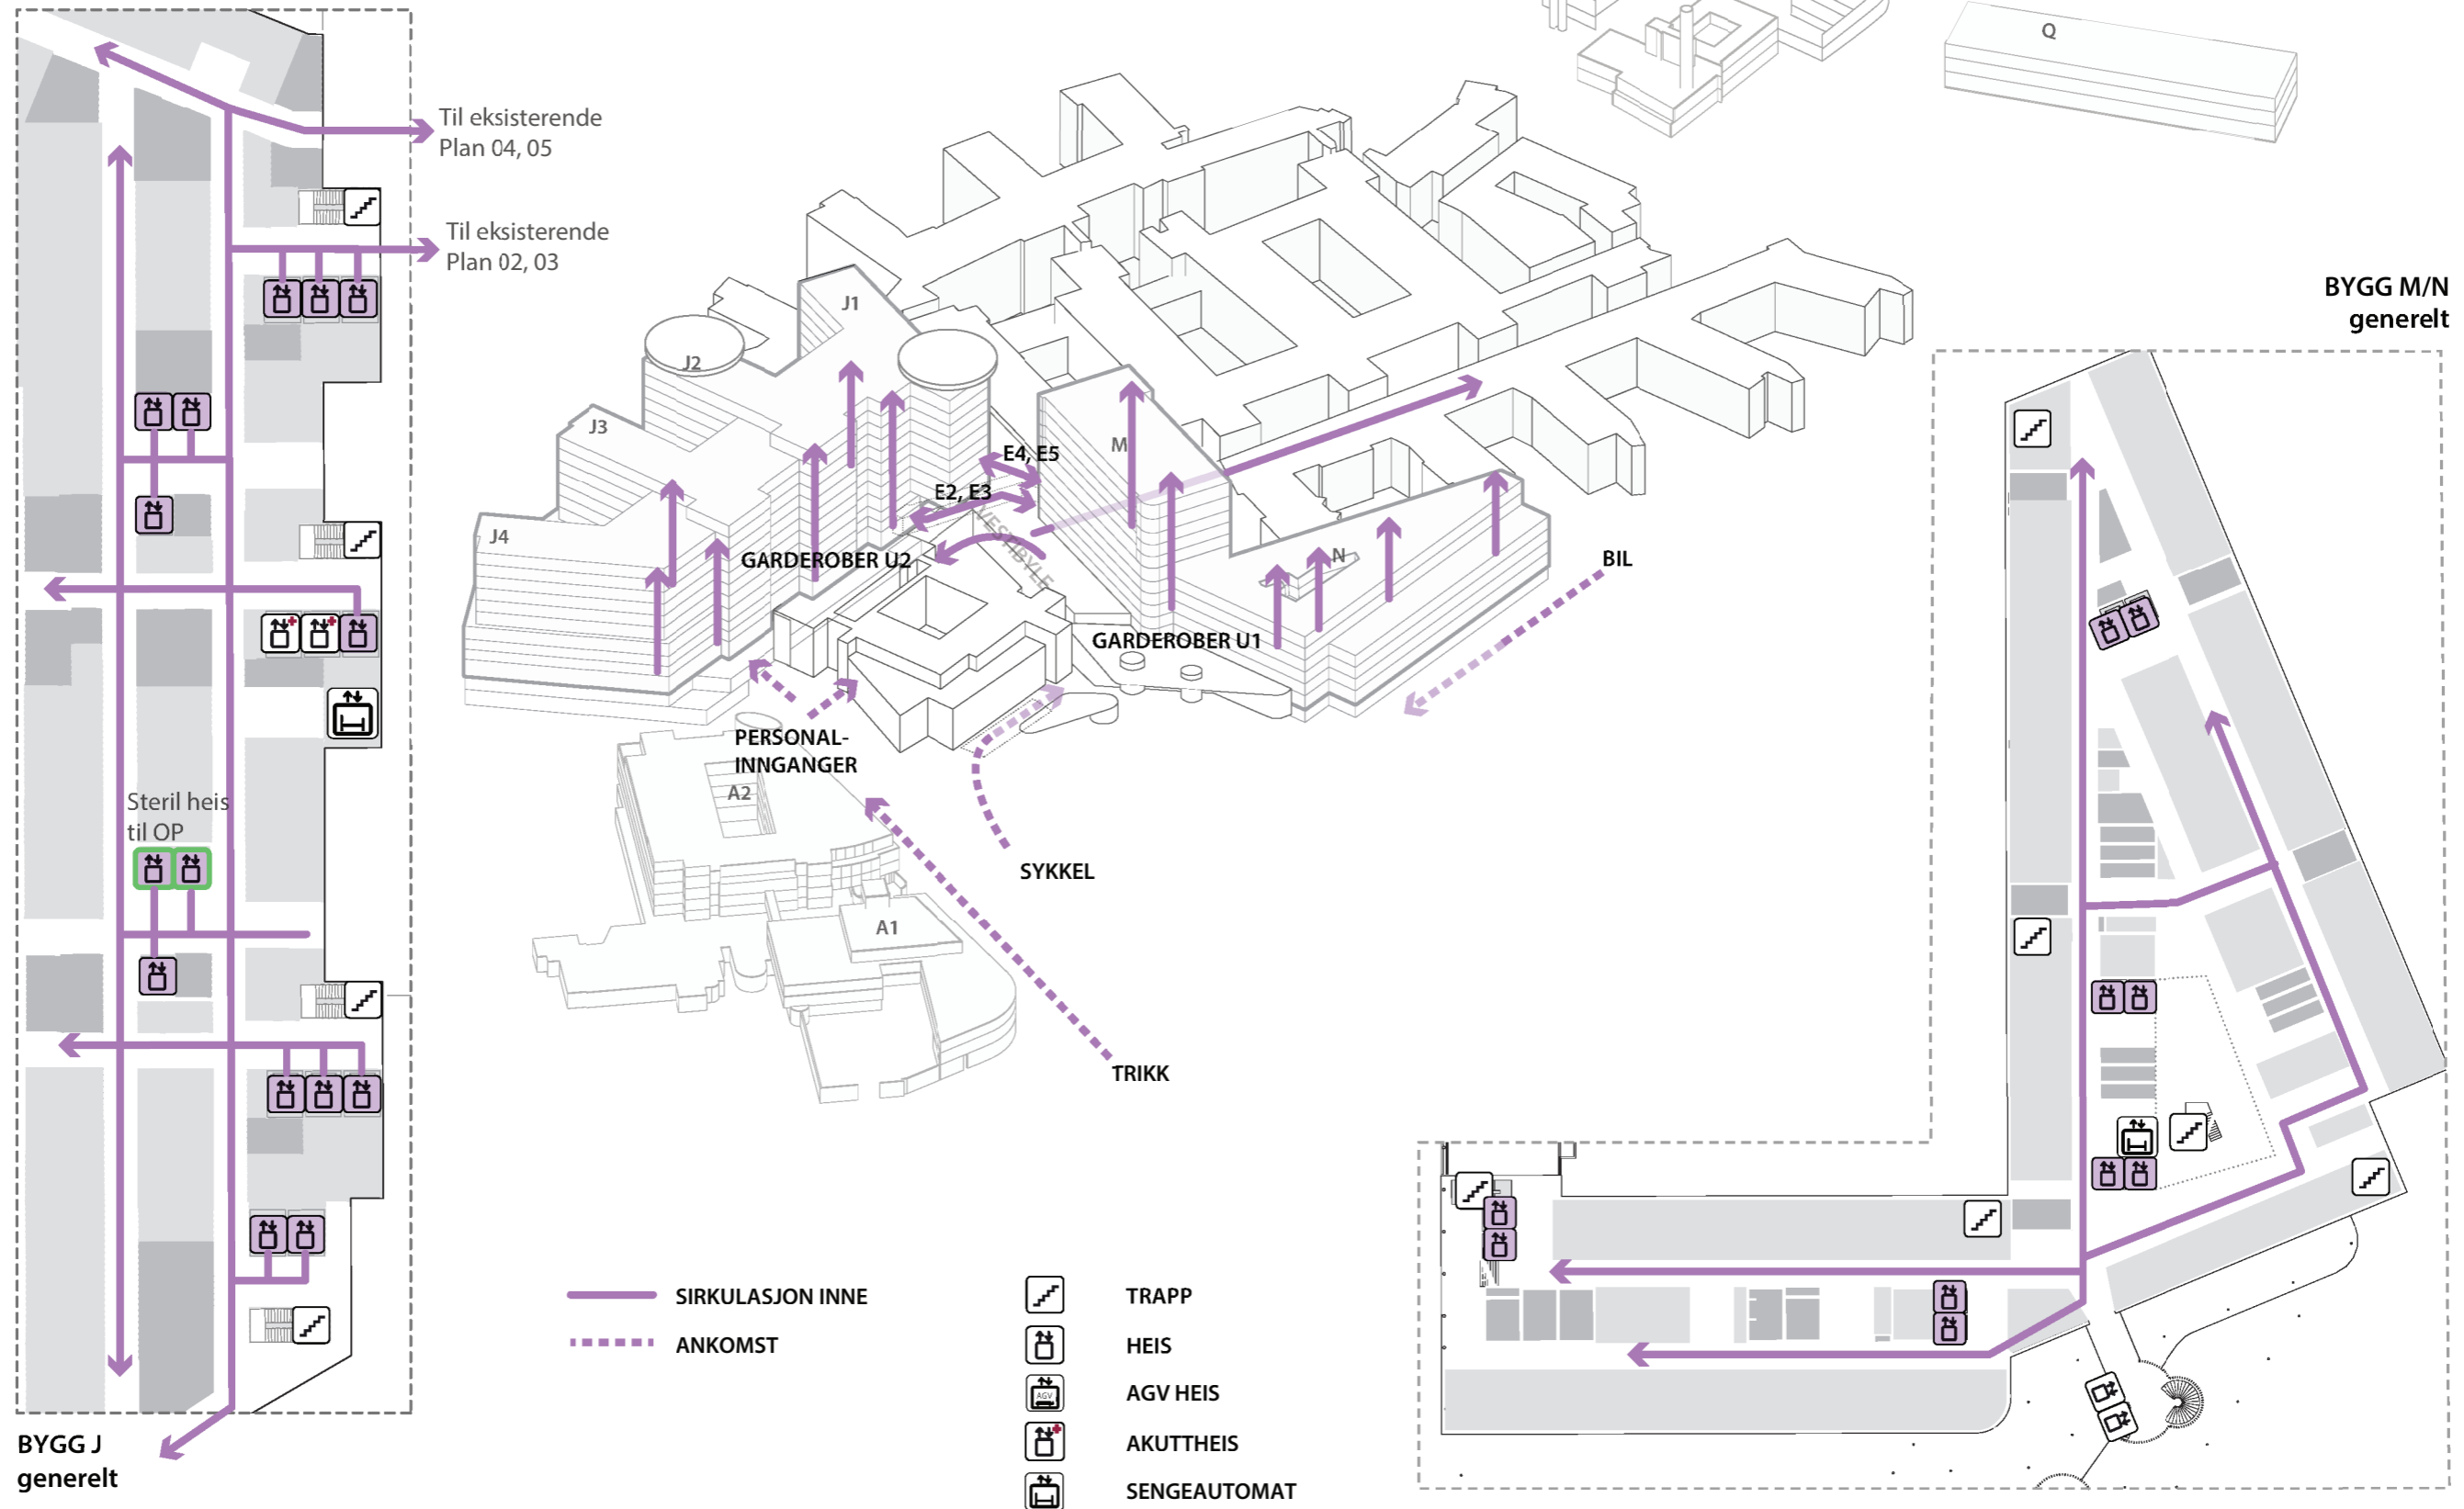 Til eksisterende
Plan 04, 05
Til eksisterende
Plan 02, 03
Steril heis
til OP
BYGG J
generelt
Q
J1
J2
J3
J4
M
N
E4, E5
E2, E3
VESTIBYLE
GARDEROBER U2
GARDEROBER U1
BIL
PERSONAL-
INNGANGER
A2
A1
SYKKEL
TRIKK
BYGG M/N
generelt
SIRKULASJON INNE
ANKOMST
TRAPP
HEIS
AGV
AGV HEIS
AKUTTHEIS
SENGEAUTOMAT